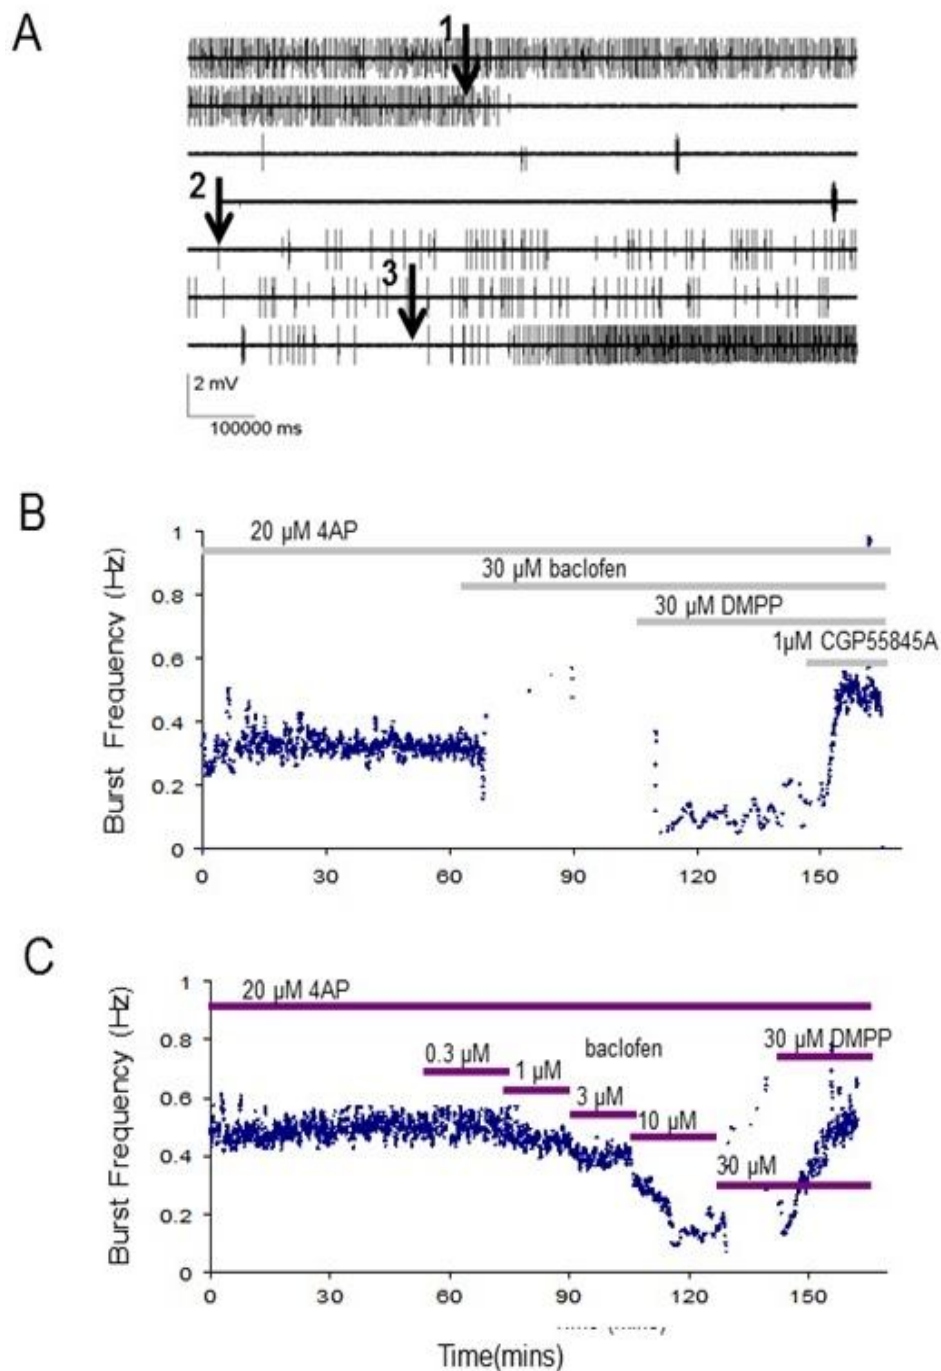 A
1
2
3
2 mV
100000 ms
B
Burst Frequency (Hz)
1
0.8
0.6
0.4
0.2
0
20 µM 4AP
30 µM baclofen
30 µM DMPP
1µM CGP55845A
0 30 60 90 120 150
C
Burst Frequency (Hz)
1
0.8
0.6
0.4
0.2
0
20 µM 4AP
30 µM DMPP
baclofen
0.3 µM
1 µM
3 µM
10 µM
30 µM
0 30 60 90 120 150
Time(mins)